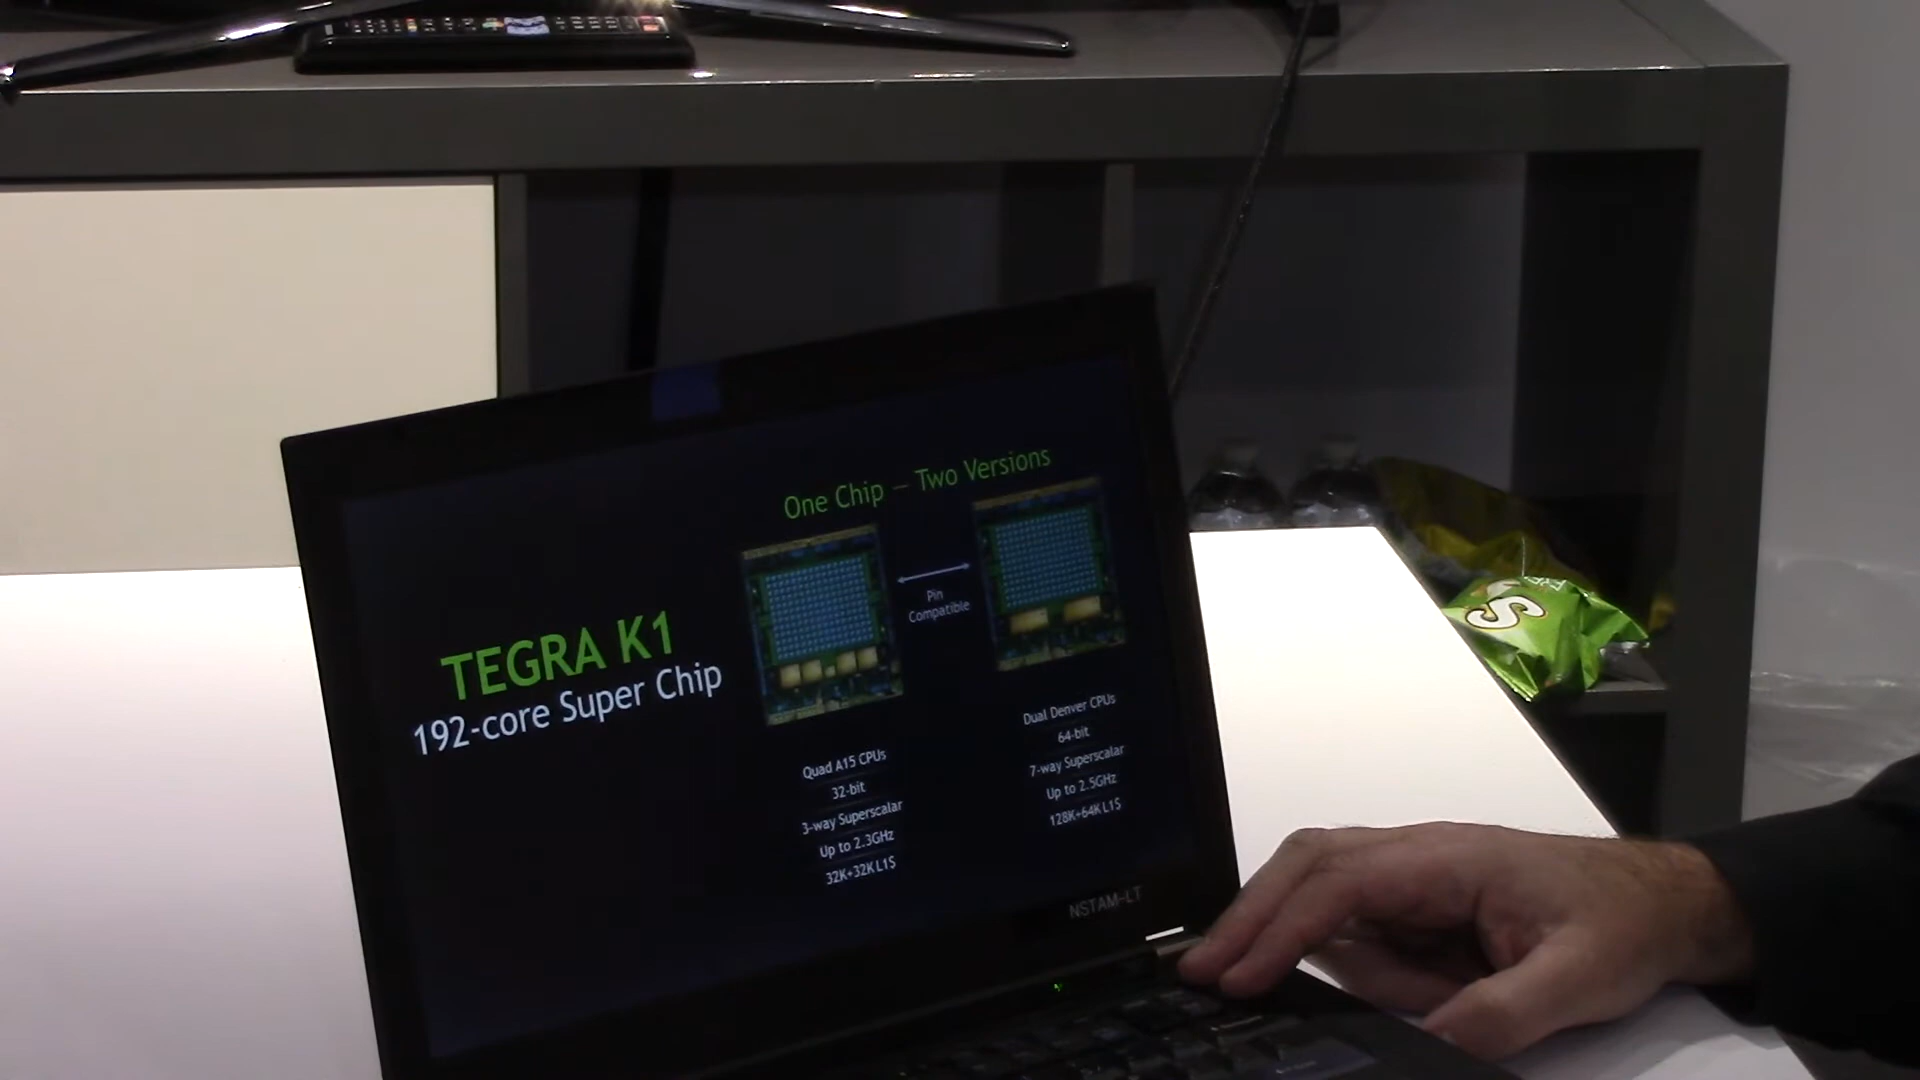 One Chip – Two Versions
Pin
Compatible
TEGRA K1
192-core Super Chip
Quad A15 CPUs
32-bit
3-way Superscalar
Up to 2.3GHz
32K+32K L1$
Dual Denver CPUs
64-bit
7-way Superscalar
Up to 2.5GHz
128K+64K L1$
NSTAM-LT
S